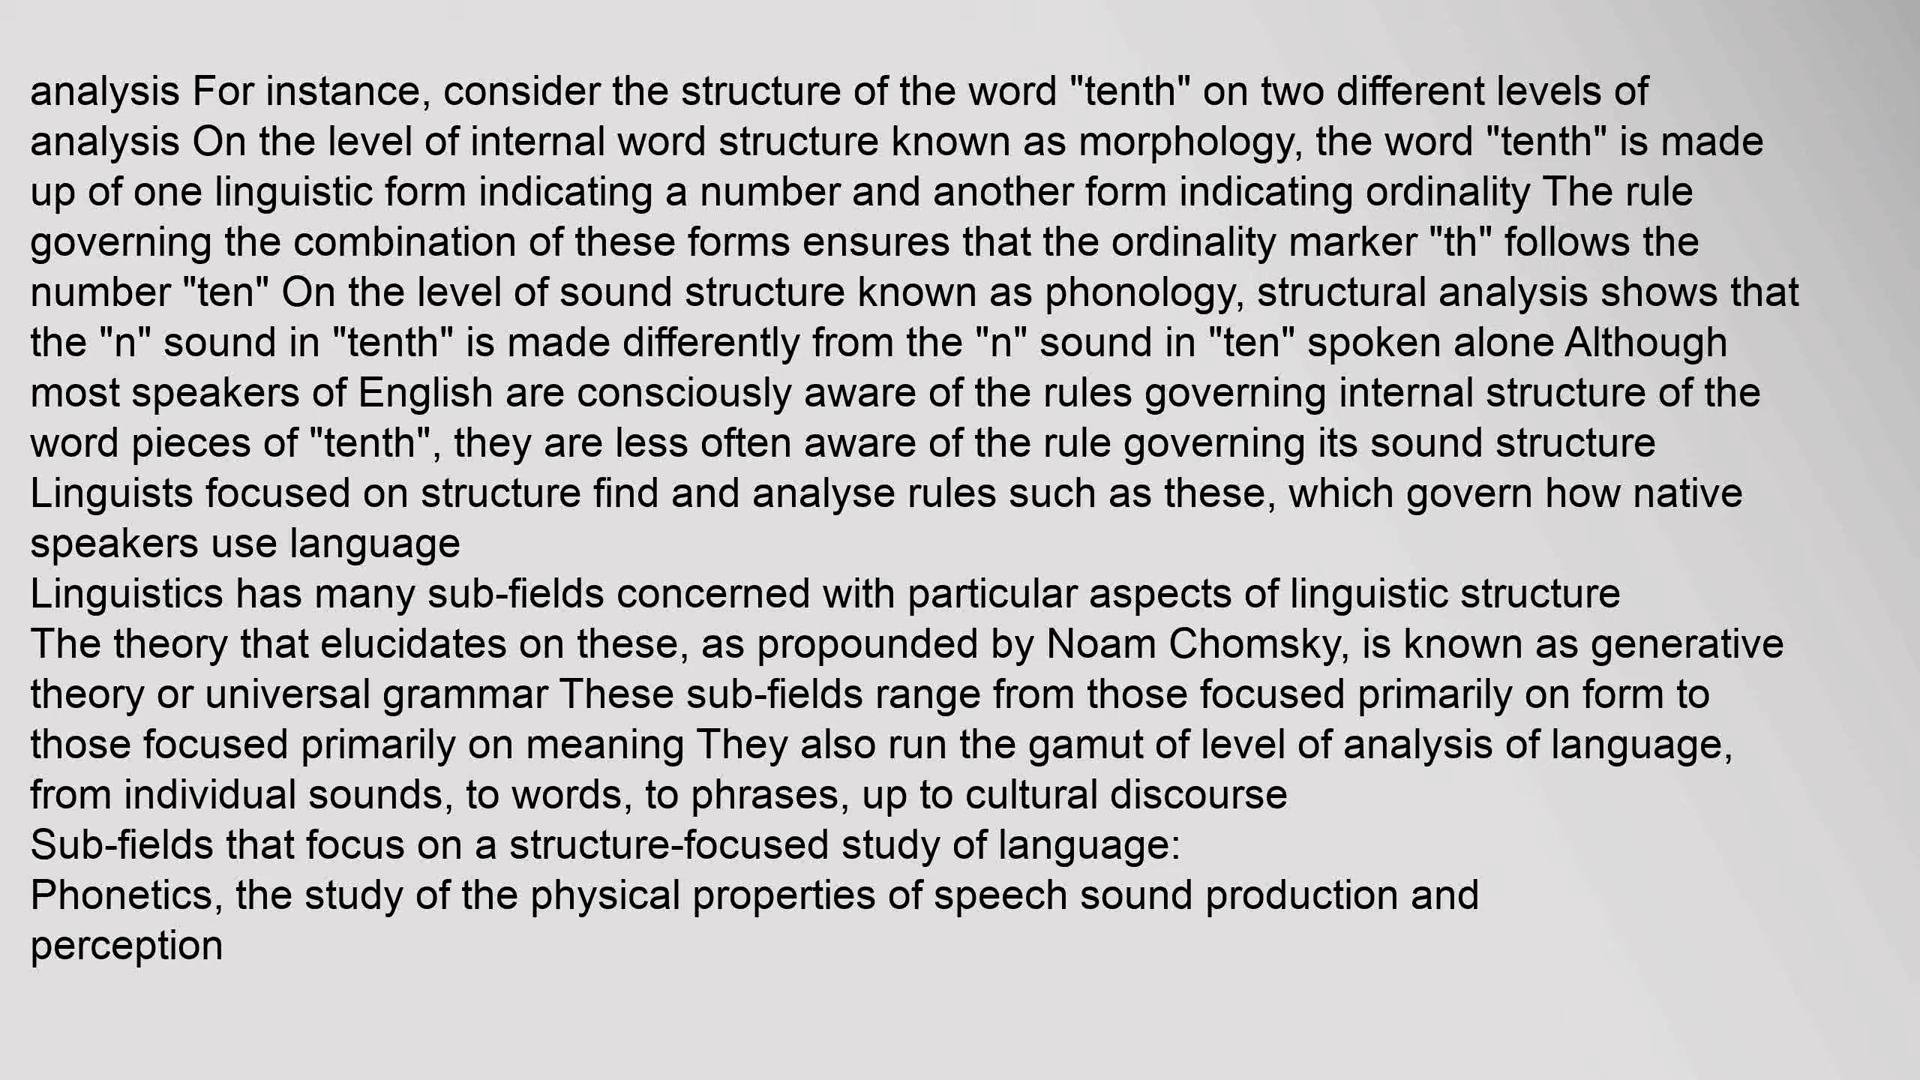 analysis For instance, consider the structure of the word "tenth" on two different levels of
analysis On the level of internal word structure known as morphology, the word "tenth" is made
up of one linguistic form indicating a number and another form indicating ordinality The rule
governing the combination of these forms ensures that the ordinality marker "th" follows the
number "ten" On the level of sound structure known as phonology, structural analysis shows that
the "n" sound in "tenth" is made differently from the "n" sound in "ten" spoken alone Although
most speakers of English are consciously aware of the rules governing internal structure of the
word pieces of "tenth", they are less often aware of the rule governing its sound structure
Linguists focused on structure find and analyse rules such as these, which govern how native
speakers use language
Linguistics has many sub-fields concerned with particular aspects of linguistic structure
The theory that elucidates on these, as propounded by Noam Chomsky, is known as generative
theory or universal grammar These sub-fields range from those focused primarily on form to
those focused primarily on meaning They also run the gamut of level of analysis of language,
from individual sounds, to words, to phrases, up to cultural discourse
Sub-fields that focus on a structure-focused study of language:
Phonetics, the study of the physical properties of speech sound production and
perception